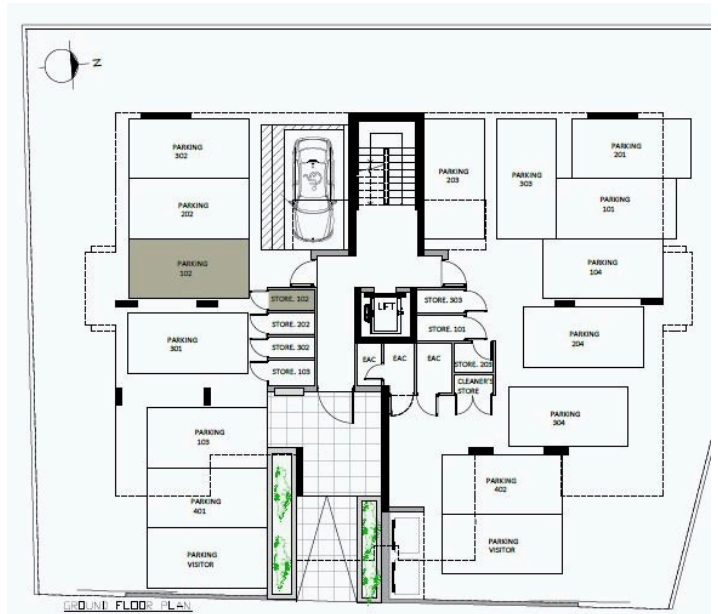 N
PARKING
302
PARKING
202
PARKING
102
PARKING
203
PARKING
303
PARKING
201
PARKING
101
PARKING
104
STORE. 102
STORE. 202
STORE. 302
STORE. 103
PARKING
301
LIFT
STORE. 303
STORE. 101
EAC
EAC
EAC
STORE. 203
CLEANER'S
STORE
PARKING
204
PARKING
304
PARKING
103
PARKING
401
PARKING
VISITOR
PARKING
402
PARKING
VISITOR
GROUND FLOOR PLAN